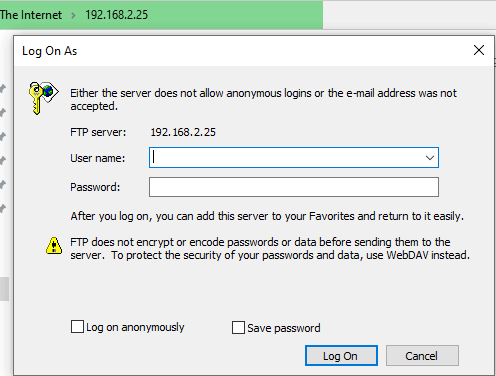 The Internet > 192.168.2.25
Log On As
Either the server does not allow anonymous logins or the e-mail address was not
accepted.
FTP server: 192.168.2.25
User name:
Password:
After you log on, you can add this server to your Favorites and return to it easily.
FTP does not encrypt or encode passwords or data before sending them to the
server. To protect the security of your passwords and data, use WebDAV instead.
Log on anonymously Save password
Log On Cancel